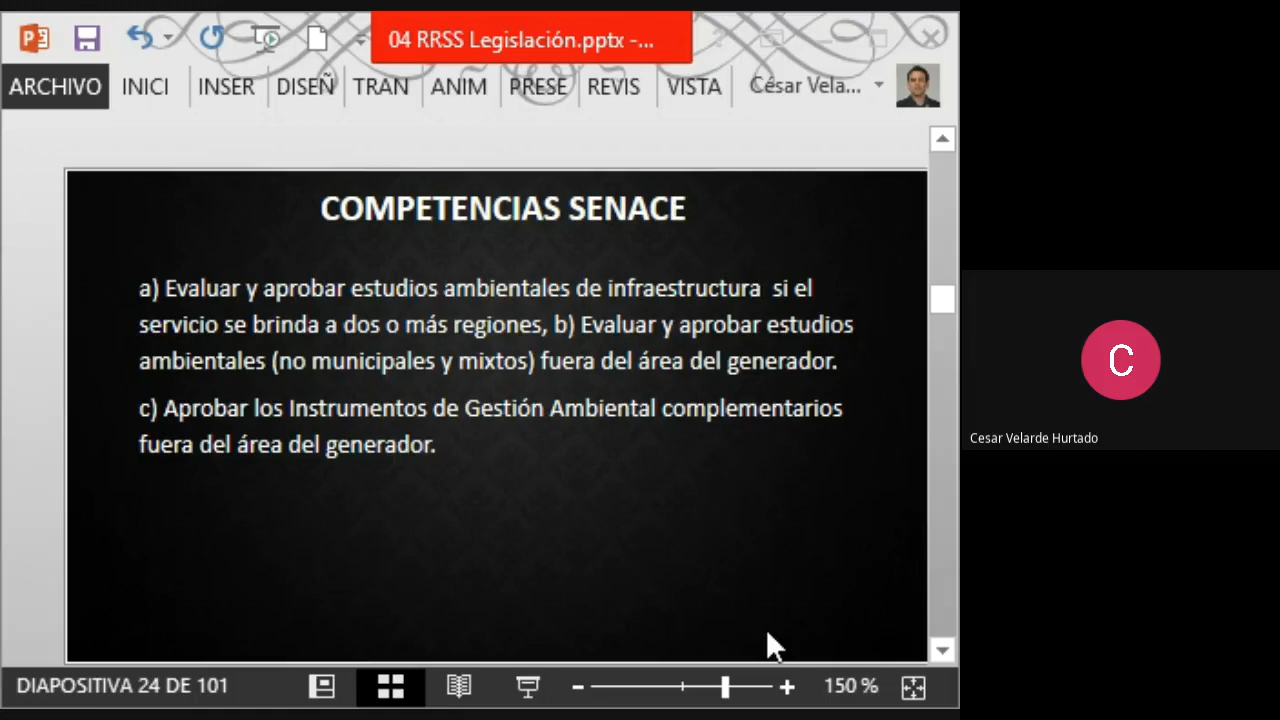 04 RRSS Legislación.pptx -...
ARCHIVO INICI INSER DISEÑ TRAN ANIM PRESE REVIS VISTA César Vela...
COMPETENCIAS SENACE
a) Evaluar y aprobar estudios ambientales de infraestructura si el
servicio se brinda a dos o más regiones, b) Evaluar y aprobar estudios
ambientales (no municipales y mixtos) fuera del área del generador.
c) Aprobar los Instrumentos de Gestión Ambiental complementarios
fuera del área del generador.
C
Cesar Velarde Hurtado
DIAPOSITIVA 24 DE 101 150 %